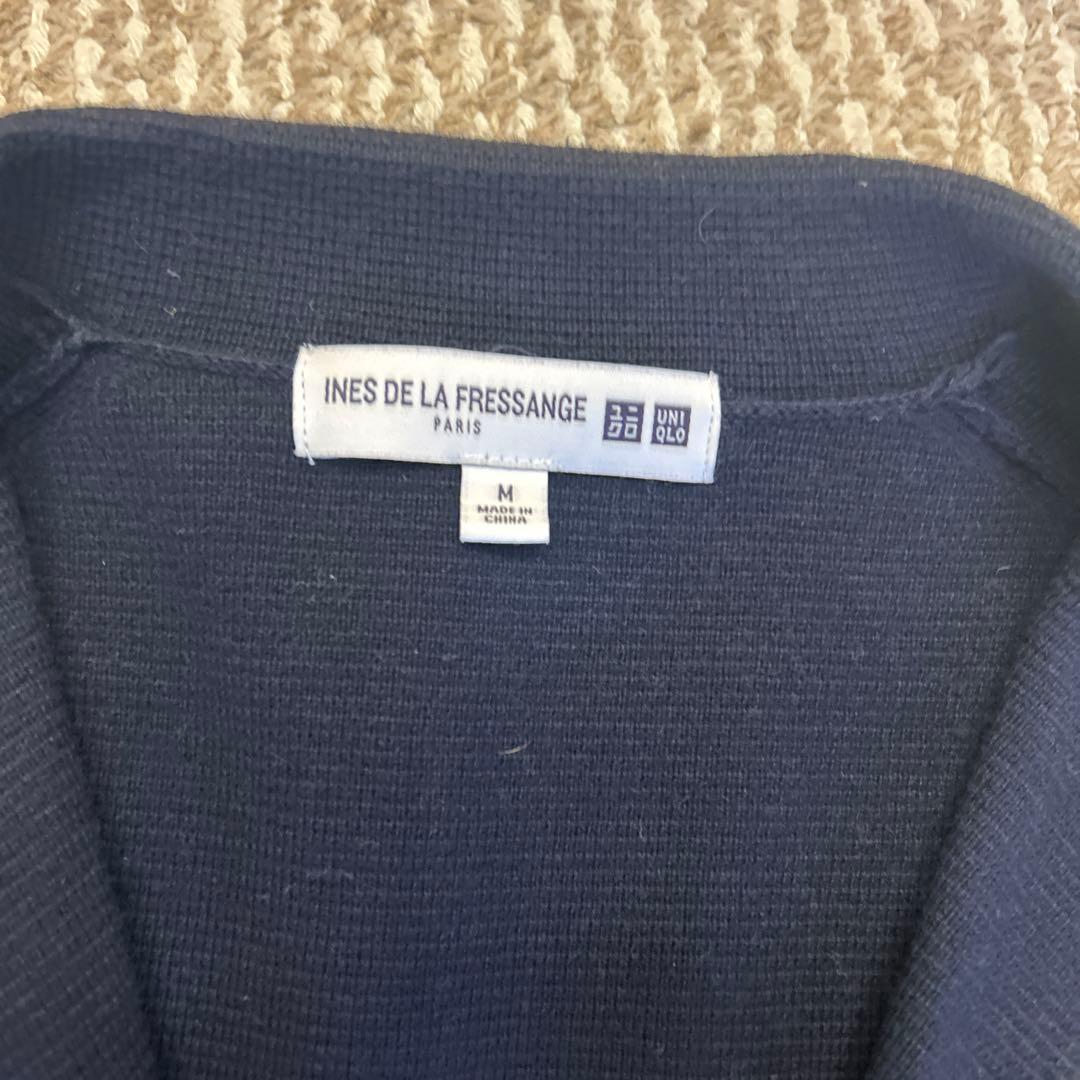 INES DE LA FRESSANGE
PARIS
ユニ
クロ
UNI
QLO
M
MADE IN
CHINA